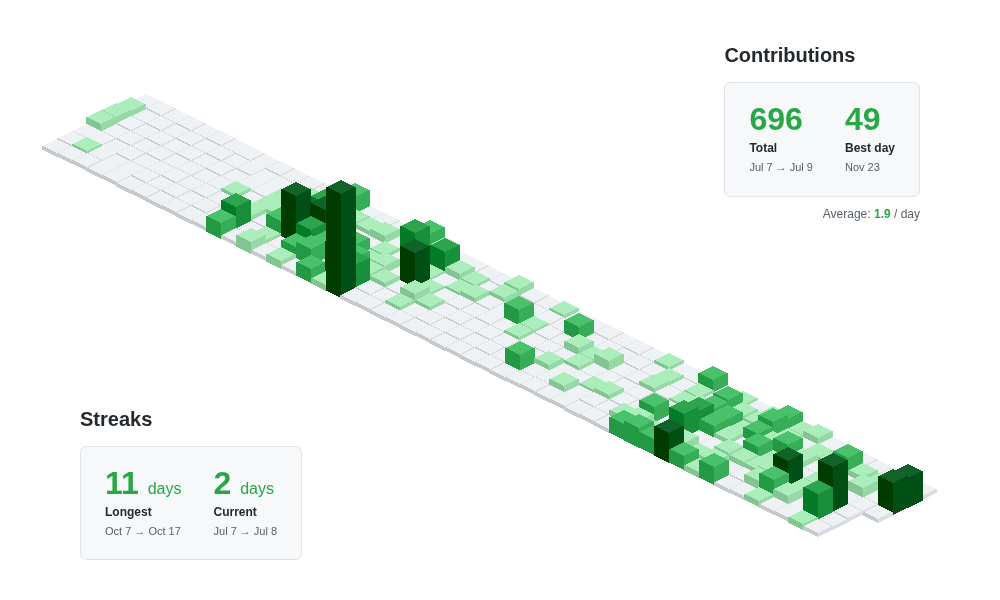 Contributions
696 49
Total Best day
Jul 7 → Jul 9 Nov 23
Average: 1.9 / day
Streaks
11 days 2 days
Longest Current
Oct 7 → Oct 17 Jul 7 → Jul 8